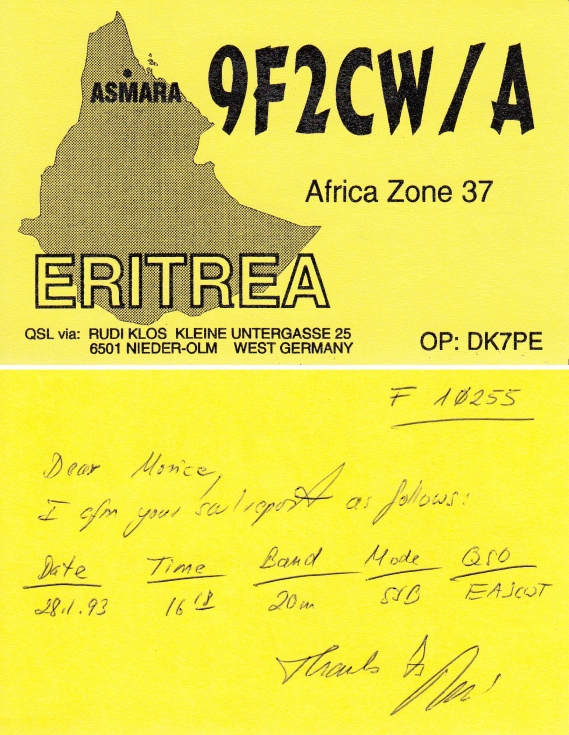 ASMARA
9F2CW/A
Africa Zone 37
ERITREA
QSL via: RUDI KLOS KLEINE UNTERGASSE 25
6501 NIEDER-OLM WEST GERMANY
OP: DK7PE
F 10255
Dear Morice,
I cfm your swl report as follows:
Date Time Band Mode QSO
28.1.93 16 20m SSB
Thanks